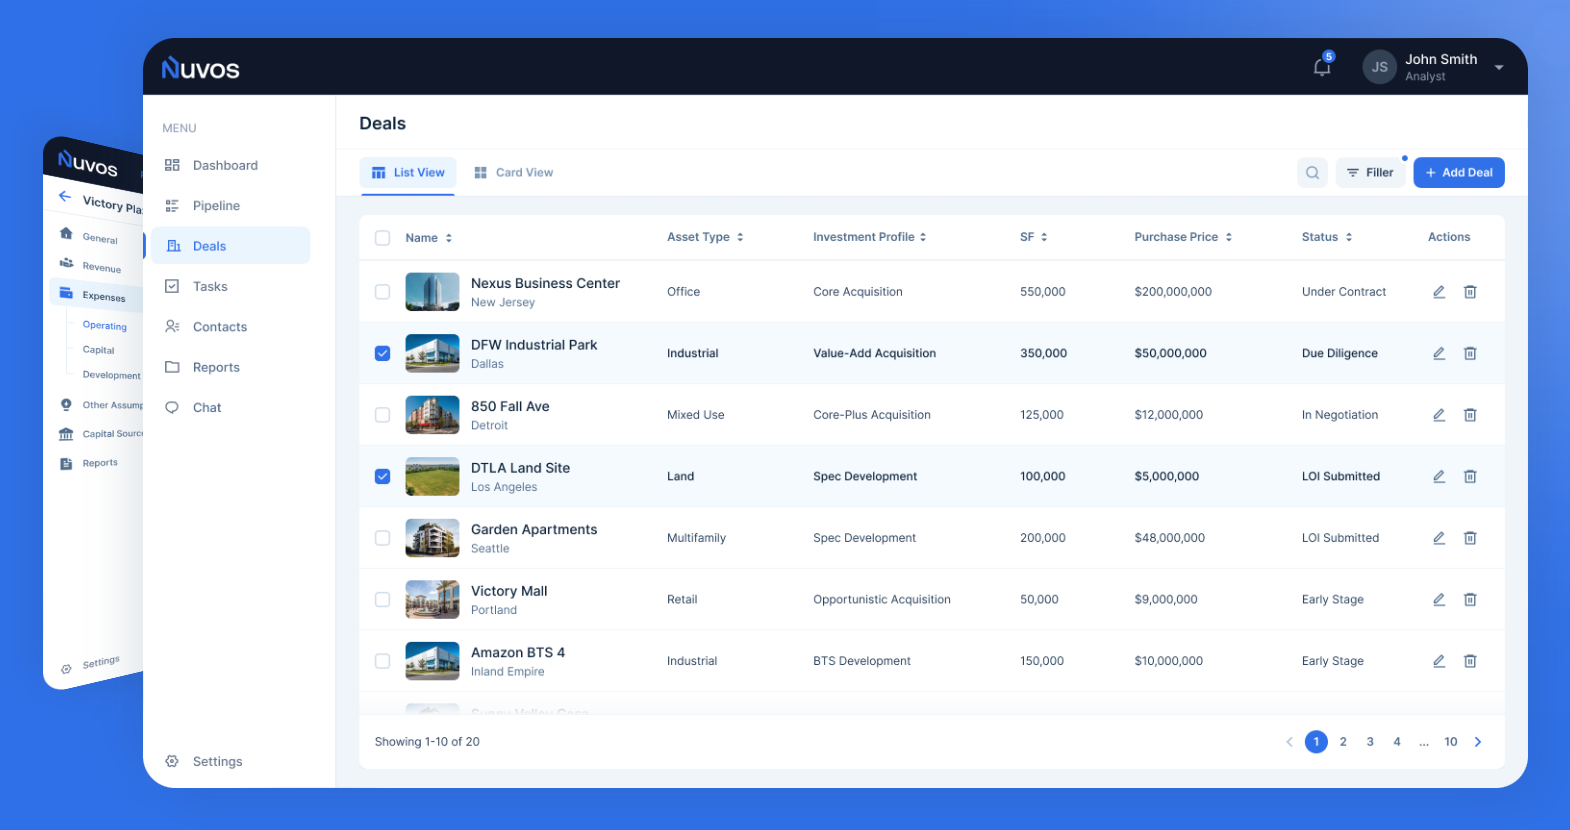 Nuvos
5
JS
John Smith
Analyst
MENU
Dashboard
Pipeline
Deals
Tasks
Contacts
Reports
Chat
Settings
Deals
List View
Card View
Filler
+ Add Deal
Name
Asset Type
Investment Profile
SF
Purchase Price
Status
Actions
Nexus Business Center
New Jersey
Office
Core Acquisition
550,000
$200,000,000
Under Contract
DFW Industrial Park
Dallas
Industrial
Value-Add Acquisition
350,000
$50,000,000
Due Diligence
850 Fall Ave
Detroit
Mixed Use
Core-Plus Acquisition
125,000
$12,000,000
In Negotiation
DTLA Land Site
Los Angeles
Land
Spec Development
100,000
$5,000,000
LOI Submitted
Garden Apartments
Seattle
Multifamily
Spec Development
200,000
$48,000,000
LOI Submitted
Victory Mall
Portland
Retail
Opportunistic Acquisition
50,000
$9,000,000
Early Stage
Amazon BTS 4
Inland Empire
Industrial
BTS Development
150,000
$10,000,000
Early Stage
Showing 1-10 of 20
1 2 3 4 ... 10
Nuvos
Victory
General
Revenue
Expenses
Operating
Capital
Development
Other
Capital
Reports
Settings